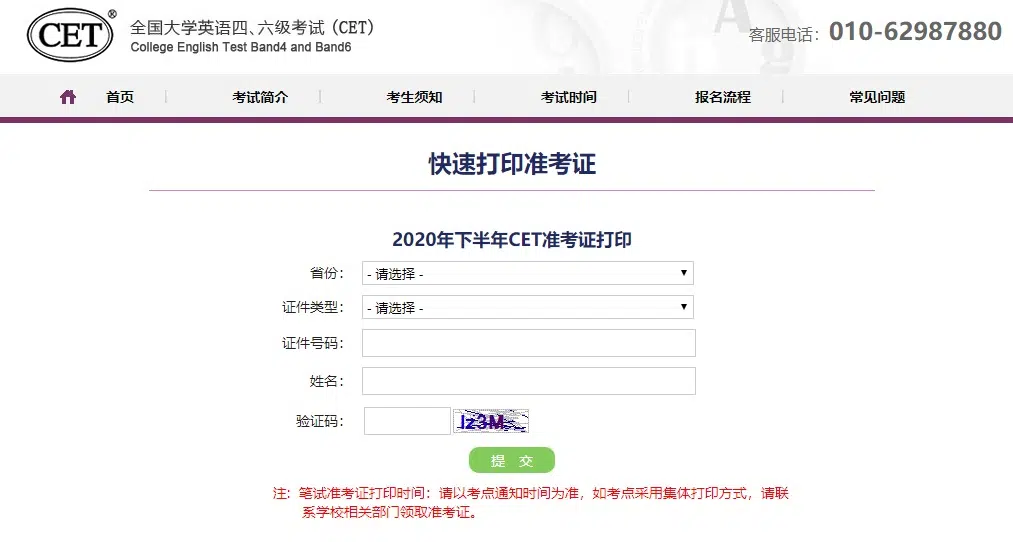 CET®
全国大学英语四、六级考试（CET）
College English Test Band4 and Band6
客服电话：010-62987880
首页 考试简介 考生须知 考试时间 报名流程 常见问题
快速打印准考证
2020年下半年CET准考证打印
省份： - 请选择 -
证件类型： - 请选择 -
证件号码：
姓名：
验证码： lz3M
提 交
注: 笔试准考证打印时间：请以考点通知时间为准，如考点采用集体打印方式，请联
系学校相关部门领取准考证。